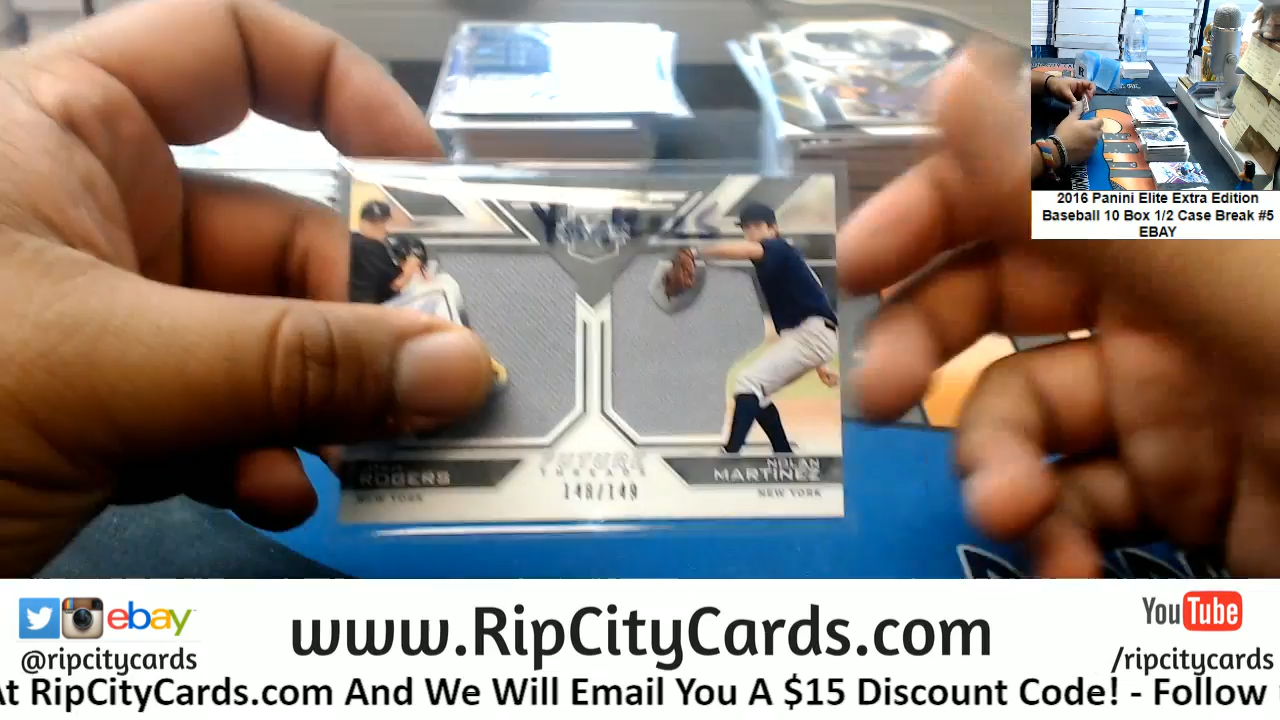 2016 Panini Elite Extra Edition
Baseball 10 Box 1/2 Case Break #5
EBAY
ROGERS
NEW YORK
FUTURE
THREADS
148/149
NOLAN
MARTINEZ
NEW YORK
ebay
@ripcitycards
www.RipCityCards.com
YouTube
/ripcitycards
At RipCityCards.com And We Will Email You A $15 Discount Code! - Follow